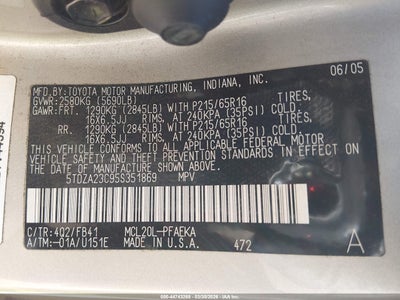 MFD.BY:TOYOTA MOTOR MANUFACTURING, INDIANA, INC.
06/05
GVWR:2580KG (5690LB)
GAWR:FRT. 1290KG (2845LB) WITH P215/65R16 TIRES,
16X6.5JJ RIMS, AT 240KPA (35PSI) COLD.
RR. 1290KG (2845LB) WITH P215/65R16 TIRES,
16X6.5JJ RIMS, AT 240KPA (35PSI) COLD.
THIS VEHICLE CONFORMS TO ALL APPLICABLE FEDERAL MOTOR
VEHICLE SAFETY AND BUMPER STANDARDS IN EFFECT ON
THE DATE OF MANUFACTURE SHOWN ABOVE.
5TDZA23C95S351869 MPV
C/TR:4Q2/FB41 MCL20L-PFAEKA
A/TM:-01A/U151E MADE IN U.S.A. 472 A